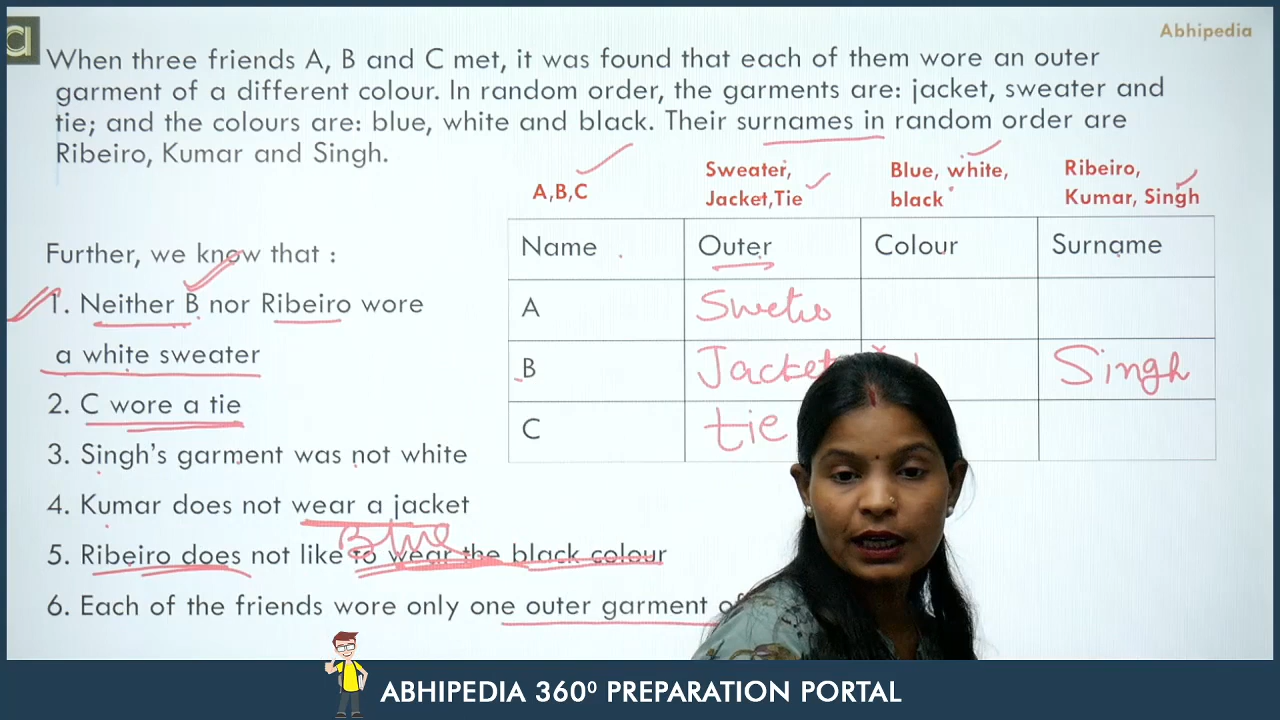 Abhipedia
When three friends A, B and C met, it was found that each of them wore an outer
garment of a different colour. In random order, the garments are: jacket, sweater and
tie; and the colours are: blue, white and black. Their surnames in random order are
Ribeiro, Kumar and Singh.
A,B,C
Sweater,
Jacket,Tie
Blue, white,
black
Ribeiro,
Kumar, Singh
Name Outer Colour Surname
A
B Jacket Singh
C tie
Further, we know that :
1. Neither B nor Ribeiro wore
a white sweater
2. C wore a tie
3. Singh's garment was not white
4. Kumar does not wear a jacket
Blue
5. Ribeiro does not like to wear the black colour
6. Each of the friends wore only one outer garment
ABHIPEDIA 360⁰ PREPARATION PORTAL